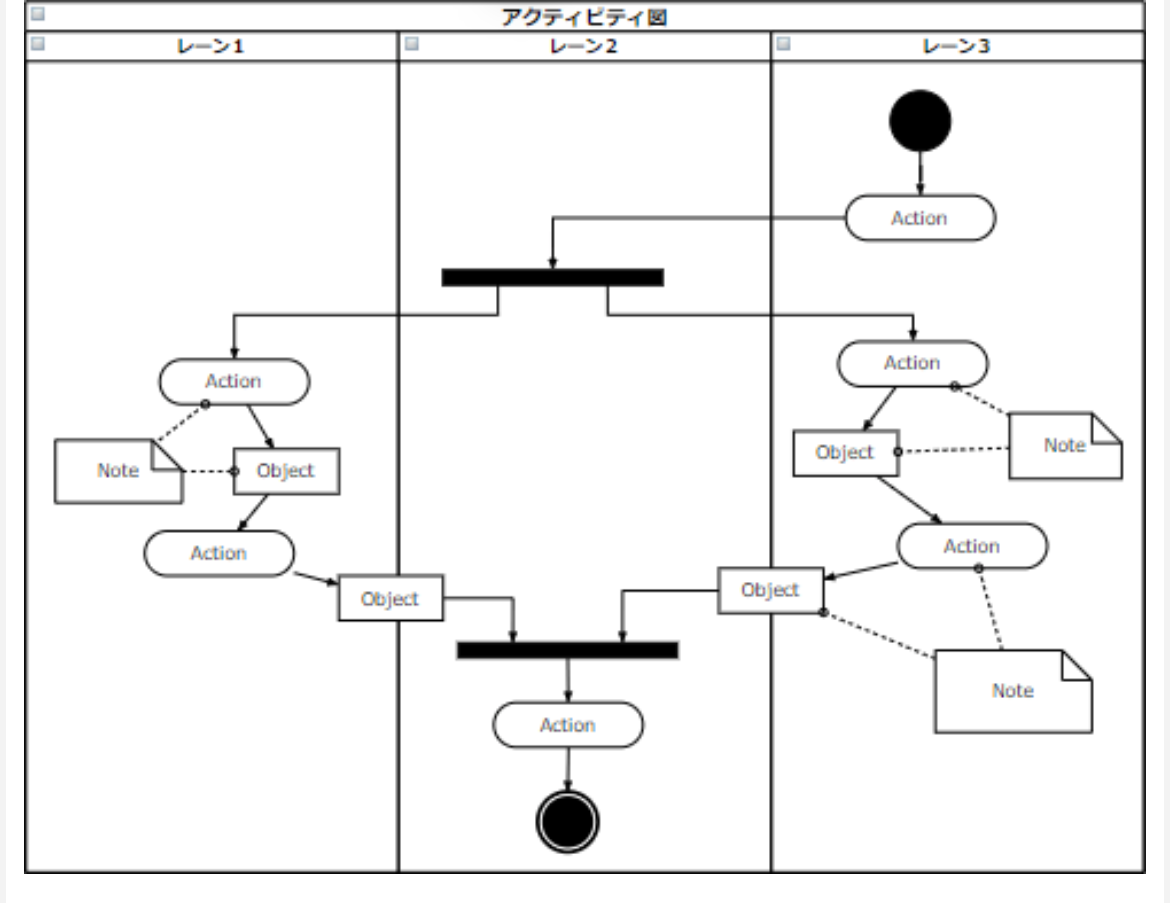 アクティビティ図
レーン1
レーン2
レーン3
Action
Action
Action
Note
Object
Object
Note
Action
Action
Object
Object
Note
Action